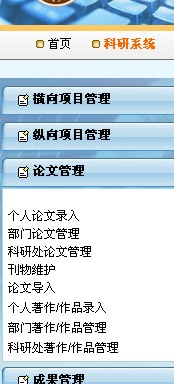 首页 科研系统
横向项目管理
纵向项目管理
论文管理
个人论文录入
部门论文管理
科研处论文管理
刊物维护
论文导入
个人著作/作品录入
部门著作/作品管理
科研处著作/作品管理
成果管理